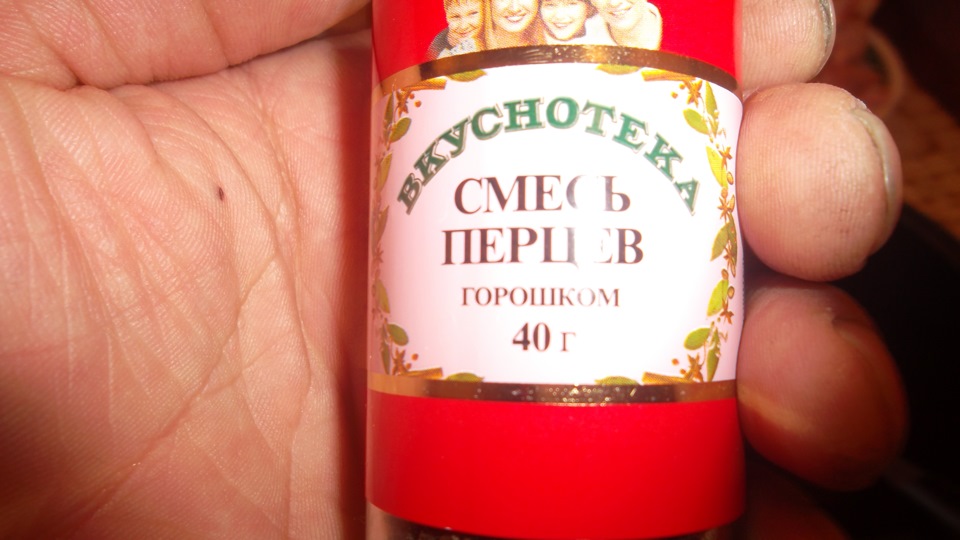 ВКУСНОТЕКА
СМЕСЬ
ПЕРЦЕВ
ГОРОШКОМ
40 г